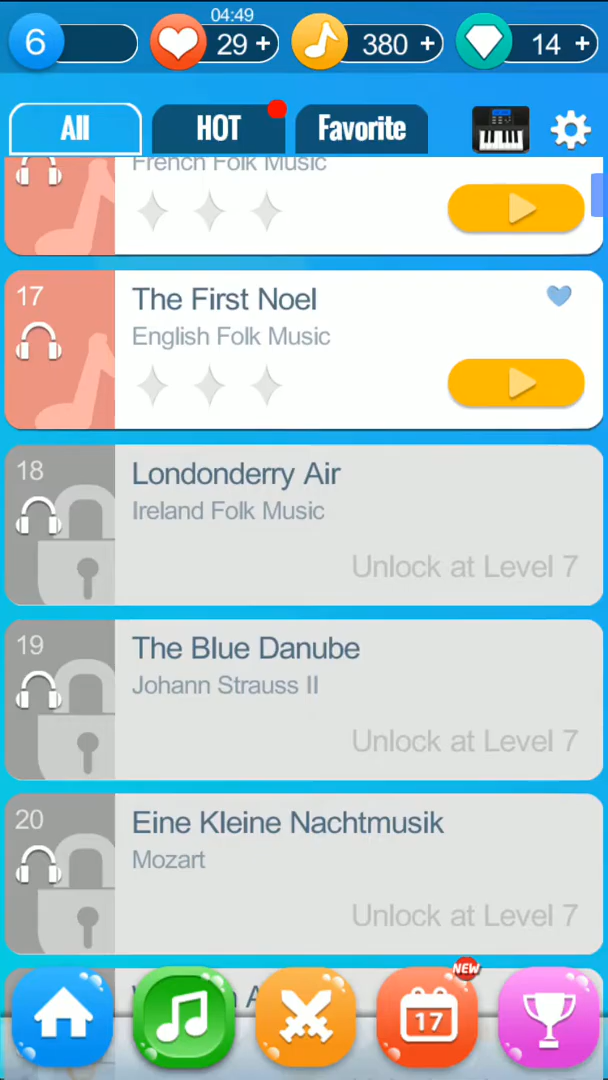 04:49
6
29 +
380 +
14 +
All
HOT
Favorite
French Folk Music
17
The First Noel
English Folk Music
18
Londonderry Air
Ireland Folk Music
Unlock at Level 7
19
The Blue Danube
Johann Strauss II
Unlock at Level 7
20
Eine Kleine Nachtmusik
Mozart
Unlock at Level 7
NEW
17